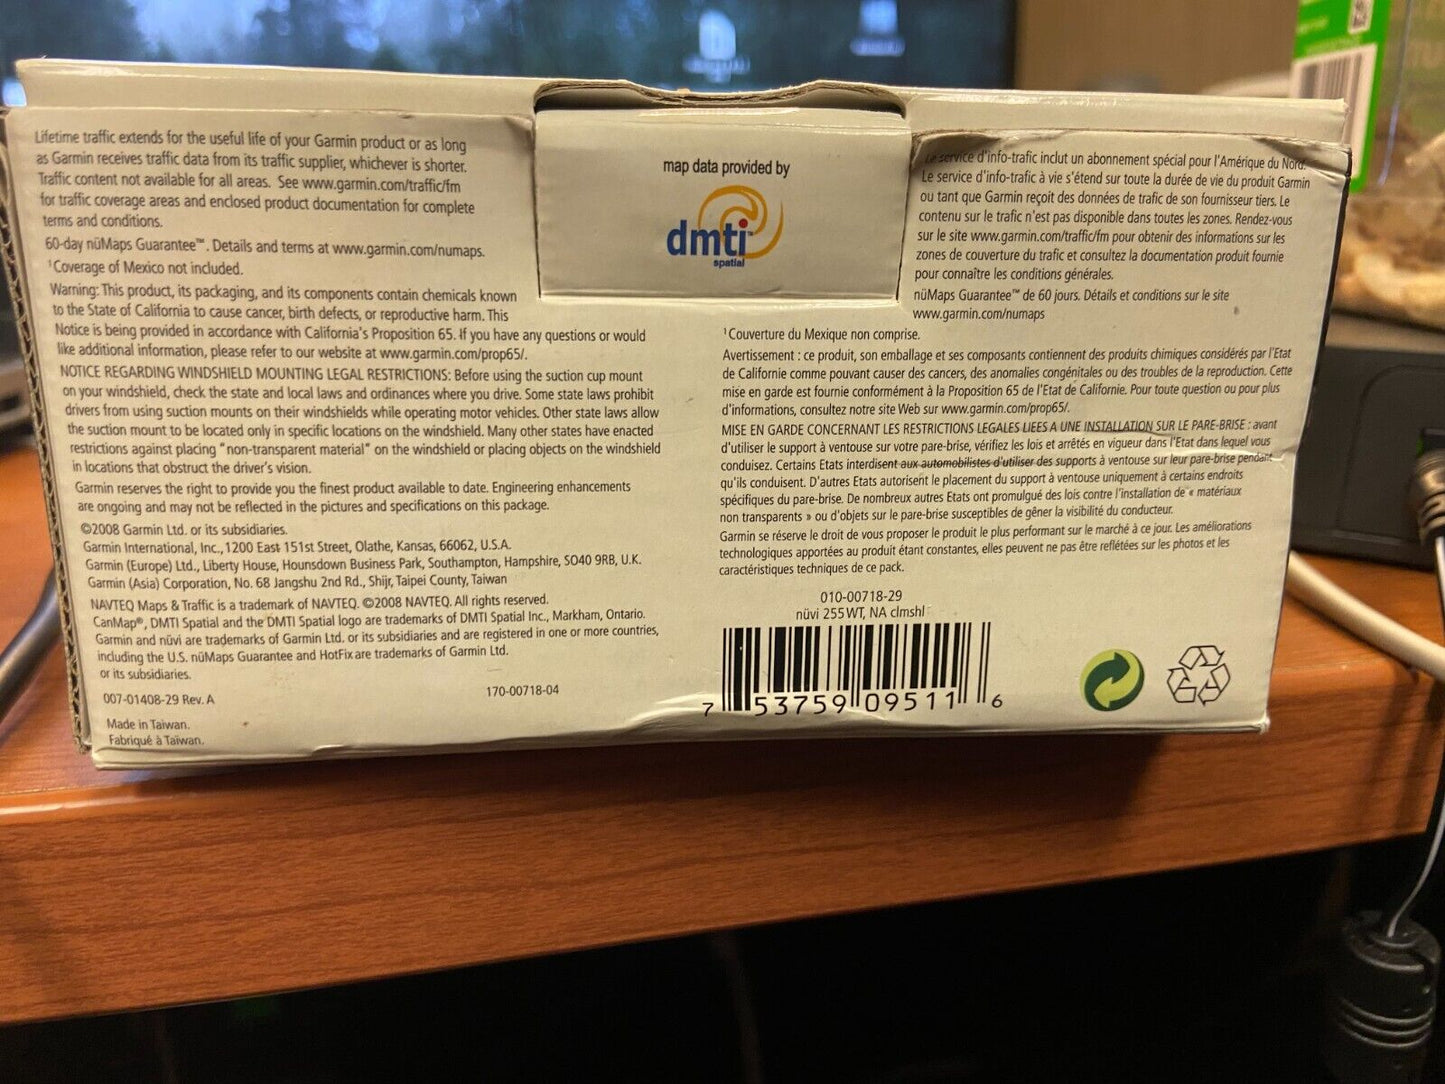 Lifetime traffic extends for the useful life of your Garmin product or as long
as Garmin receives traffic data from its traffic supplier, whichever is shorter.
Traffic content not available for all areas. See www.garmin.com/traffic/fm
for traffic coverage areas and enclosed product documentation for complete
terms and conditions.
60-day nüMaps Guarantee™. Details and terms at www.garmin.com/numaps.
¹Coverage of Mexico not included.
Warning: This product, its packaging, and its components contain chemicals known
to the State of California to cause cancer, birth defects, or reproductive harm. This
Notice is being provided in accordance with California's Proposition 65. If you have any questions or would
like additional information, please refer to our website at www.garmin.com/prop65/.
NOTICE REGARDING WINDSHIELD MOUNTING LEGAL RESTRICTIONS: Before using the suction cup mount
on your windshield, check the state and local laws and ordinances where you drive. Some state laws prohibit
drivers from using suction mounts on their windshields while operating motor vehicles. Other state laws allow
the suction mount to be located only in specific locations on the windshield. Many other states have enacted
restrictions against placing "non-transparent material" on the windshield or placing objects on the windshield
in locations that obstruct the driver's vision.
Garmin reserves the right to provide you the finest product available to date. Engineering enhancements
are ongoing and may not be reflected in the pictures and specifications on this package.
©2008 Garmin Ltd. or its subsidiaries.
Garmin International, Inc., 1200 East 151st Street, Olathe, Kansas, 66062, U.S.A.
Garmin (Europe) Ltd., Liberty House, Hounsdown Business Park, Southampton, Hampshire, SO40 9RB, U.K.
Garmin (Asia) Corporation, No. 68 Jangshu 2nd Rd., Shijr, Taipei County, Taiwan
NAVTEQ Maps & Traffic is a trademark of NAVTEQ. ©2008 NAVTEQ. All rights reserved.
CanMap®, DMTI Spatial and the DMTI Spatial logo are trademarks of DMTI Spatial Inc., Markham, Ontario.
Garmin and nüvi are trademarks of Garmin Ltd. or its subsidiaries and are registered in one or more countries,
including the U.S. nüMaps Guarantee and HotFix are trademarks of Garmin Ltd.
or its subsidiaries.
007-01408-29 Rev. A
170-00718-04
Made in Taiwan.
Fabriqué à Taïwan.
map data provided by
dmti
spatial
Le service d'info-trafic inclut un abonnement spécial pour l'Amérique du Nord.
Le service d'info-trafic à vie s'étend sur toute la durée de vie du produit Garmin
ou tant que Garmin reçoit des données de trafic de son fournisseur tiers. Le
contenu sur le trafic n'est pas disponible dans toutes les zones. Rendez-vous
sur le site www.garmin.com/traffic/fm pour obtenir des informations sur les
zones de couverture du trafic et consultez la documentation produit fournie
pour connaître les conditions générales.
nüMaps Guarantee™ de 60 jours. Détails et conditions sur le site
www.garmin.com/numaps
¹Couverture du Mexique non comprise.
Avertissement : ce produit, son emballage et ses composants contiennent des produits chimiques considérés par l'Etat
de Californie comme pouvant causer des cancers, des anomalies congénitales ou des troubles de la reproduction. Cette
mise en garde est fournie conformément à la Proposition 65 de l'Etat de Californie. Pour toute question ou pour plus
d'informations, consultez notre site Web sur www.garmin.com/prop65/.
MISE EN GARDE CONCERNANT LES RESTRICTIONS LEGALES LIEES A UNE INSTALLATION SUR LE PARE-BRISE : avant
d'utiliser le support à ventouse sur votre pare-brise, vérifiez les lois et arrêtés en vigueur dans l'Etat dans lequel vous
conduisez. Certains Etats interdisent aux automobilistes d'utiliser des supports à ventouse sur leur pare-brise pendant
qu'ils conduisent. D'autres Etats autorisent le placement du support à ventouse uniquement à certains endroits
spécifiques du pare-brise. De nombreux autres Etats ont promulgué des lois contre l'installation de « matériaux
non transparents » ou d'objets sur le pare-brise susceptibles de gêner la visibilité du conducteur.
Garmin se réserve le droit de vous proposer le produit le plus performant sur le marché à ce jour. Les améliorations
technologiques apportées au produit étant constantes, elles peuvent ne pas être reflétées sur les photos et les
caractéristiques techniques de ce pack.
010-00718-29
nüvi 255WT, NA clmshl
7 53759 09511 6